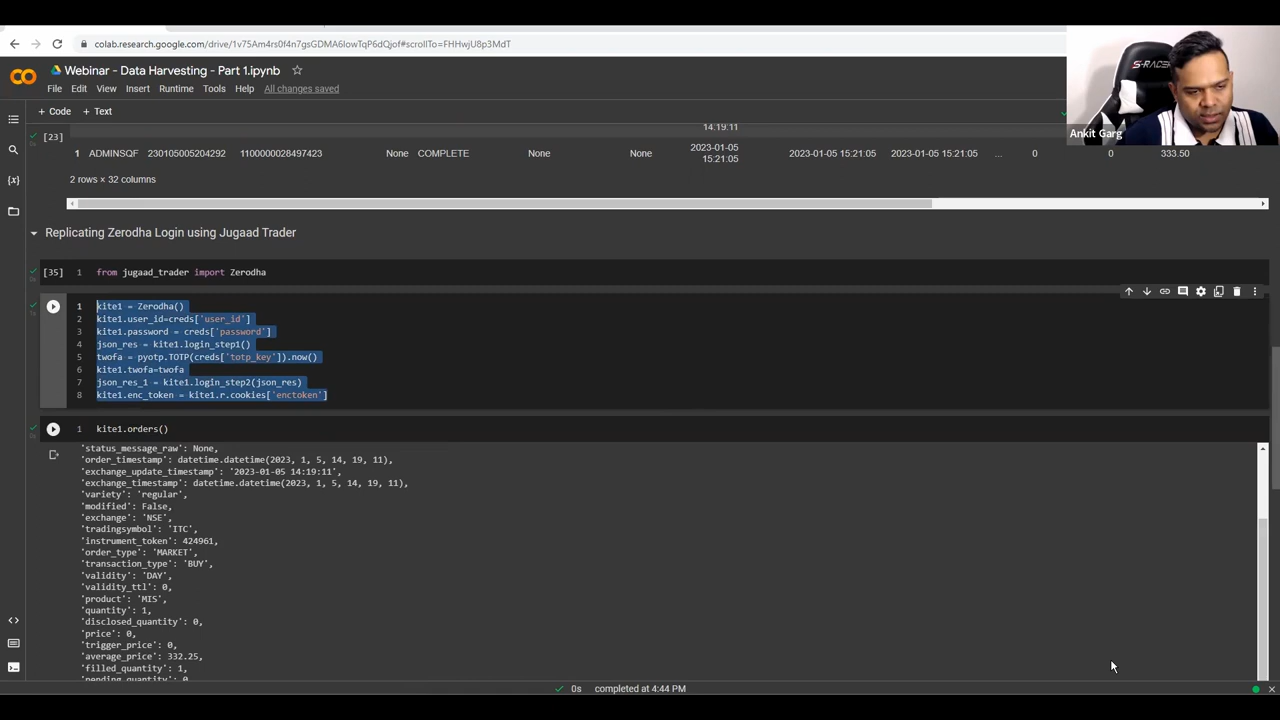 colab.research.google.com/drive/1v75Am4rs0f4n7gsGDMA6lowTqP6dQjof#scrollTo=FHHwjU8p3MdT
S-RACER
Webinar - Data Harvesting - Part 1.ipynb
File Edit View Insert Runtime Tools Help All changes saved
+ Code + Text
Ankit Garg
[23]
14:19:11
1 ADMINSQF 230105005204292 1100000028497423 None COMPLETE None None 2023-01-05 15:21:05 2023-01-05 15:21:05 2023-01-05 15:21:05 ... 0 0 333.50
2 rows × 32 columns
Replicating Zerodha Login using Jugaad Trader
[35] 1 from jugaad_trader import Zerodha
1 kite1 = Zerodha()
2 kite1.user_id=creds['user_id']
3 kite1.password = creds['password']
4 json_res = kite1.login_step1()
5 twofa = pyotp.TOTP(creds['totp_key']).now()
6 kite1.twofa=twofa
7 json_res_1 = kite1.login_step2(json_res)
8 kite1.enc_token = kite1.r.cookies['enctoken']
1 kite1.orders()
'status_message_raw': None,
'order_timestamp': datetime.datetime(2023, 1, 5, 14, 19, 11),
'exchange_update_timestamp': '2023-01-05 14:19:11',
'exchange_timestamp': datetime.datetime(2023, 1, 5, 14, 19, 11),
'variety': 'regular',
'modified': False,
'exchange': 'NSE',
'tradingsymbol': 'ITC',
'instrument_token': 424961,
'order_type': 'MARKET',
'transaction_type': 'BUY',
'validity': 'DAY',
'validity_ttl': 0,
'product': 'MIS',
'quantity': 1,
'disclosed_quantity': 0,
'price': 0,
'trigger_price': 0,
'average_price': 332.25,
'filled_quantity': 1,
'pending_quantity': 0
0s completed at 4:44 PM